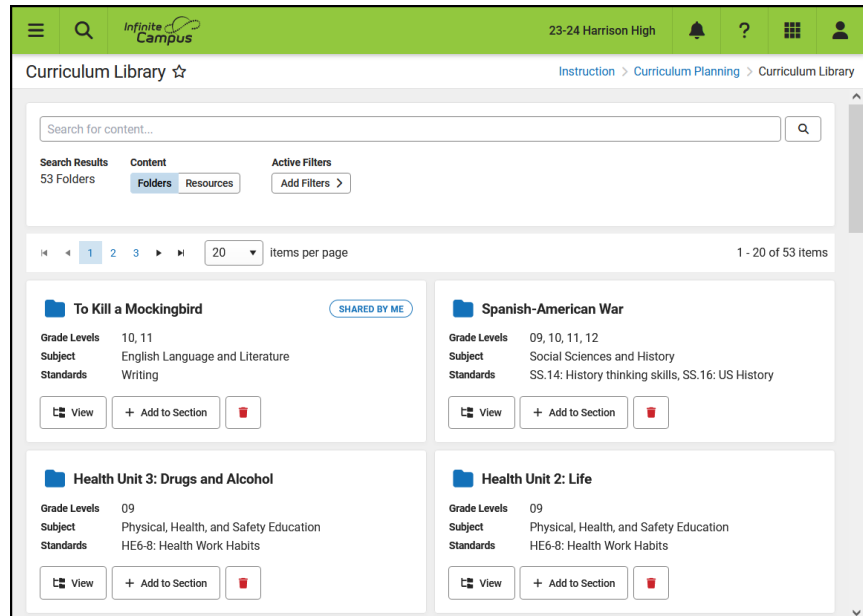 Infinite Campus 23-24 Harrison High ?
Curriculum Library Instruction > Curriculum Planning > Curriculum Library
Search for content...
Search Results Content Active Filters
53 Folders Folders Resources Add Filters >
1 2 3 20 items per page 1 - 20 of 53 items
To Kill a Mockingbird SHARED BY ME
Grade Levels 10, 11
Subject English Language and Literature
Standards Writing
View + Add to Section
Spanish-American War
Grade Levels 09, 10, 11, 12
Subject Social Sciences and History
Standards SS.14: History thinking skills, SS.16: US History
View + Add to Section
Health Unit 3: Drugs and Alcohol
Grade Levels 09
Subject Physical, Health, and Safety Education
Standards HE6-8: Health Work Habits
View + Add to Section
Health Unit 2: Life
Grade Levels 09
Subject Physical, Health, and Safety Education
Standards HE6-8: Health Work Habits
View + Add to Section